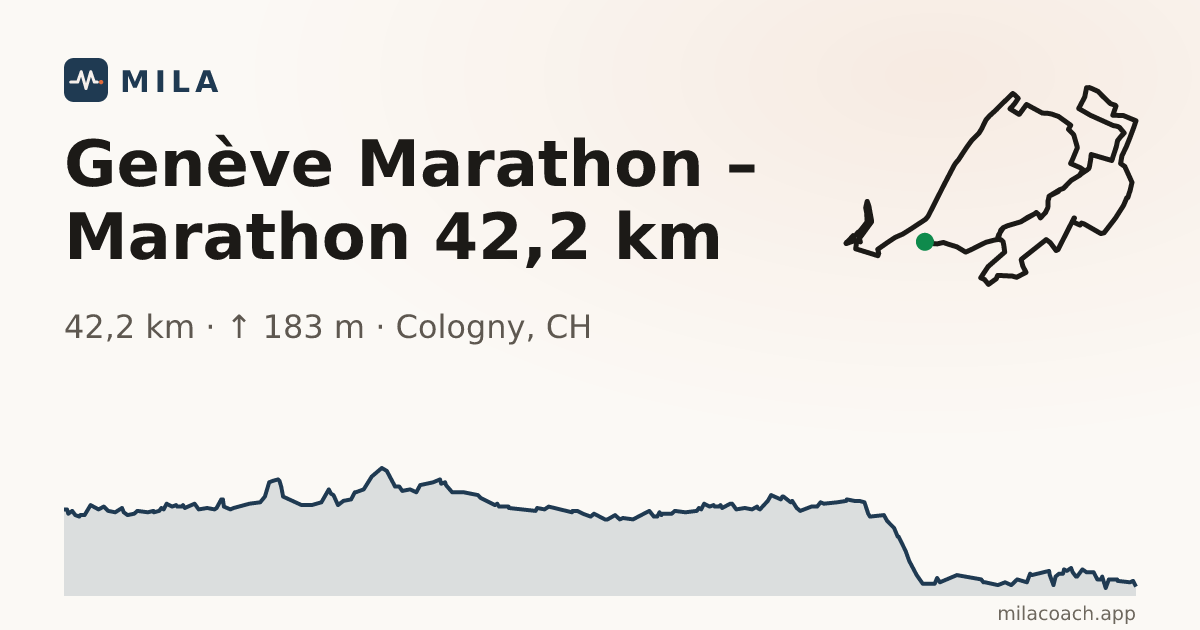 MILA
Genève Marathon –
Marathon 42,2 km
42,2 km · ↑ 183 m · Cologny, CH
milacoach.app